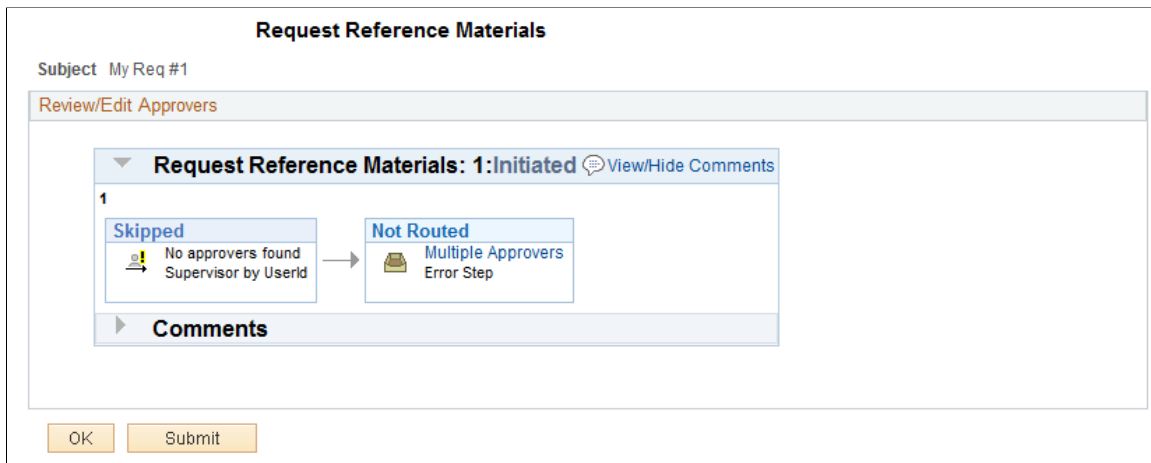 Request Reference Materials
Subject My Req #1
Review/Edit Approvers
Request Reference Materials: 1:Initiated View/Hide Comments
1
Skipped
No approvers found
Supervisor by UserId
Not Routed
Multiple Approvers
Error Step
Comments
OK Submit